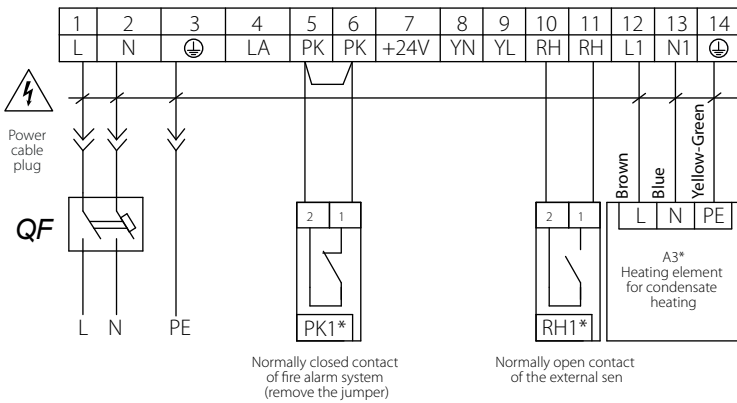 1 2 3 4 5 6 7 8 9 10 11 12 13 14
L N LA PK PK +24V YN YL RH RH L1 N1
Power
cable
plug
Brown
Blue
Yellow-Green
QF
2 1
2 1
L N PE
A3*
Heating element
for condensate
heating
L N PE
PK1*
RH1*
Normally closed contact
of fire alarm system
(remove the jumper)
Normally open contact
of the external sen